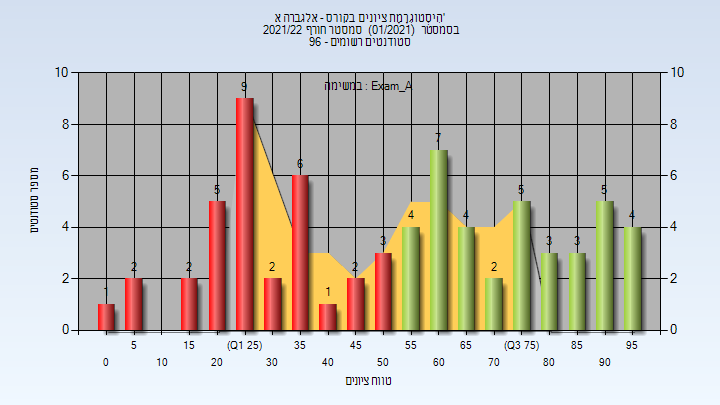 היסטוגרמת ציונים בקורס - אלגברה א'
בסמסטר (01/2021) סמסטר חורף 2021/22
סטודנטים רשומים - 96
במשימה : Exam_A
10 10
8 8
6 6
4 4
2 2
0 0
1 2 2 5 9 2 6 1 2 3 4 7 4 2 5 3 3 5 4
מספר סטודנטים
5 15 (Q1 25) 35 45 55 65 (Q3 75) 85 95
0 10 20 30 40 50 60 70 80 90
טווח ציונים